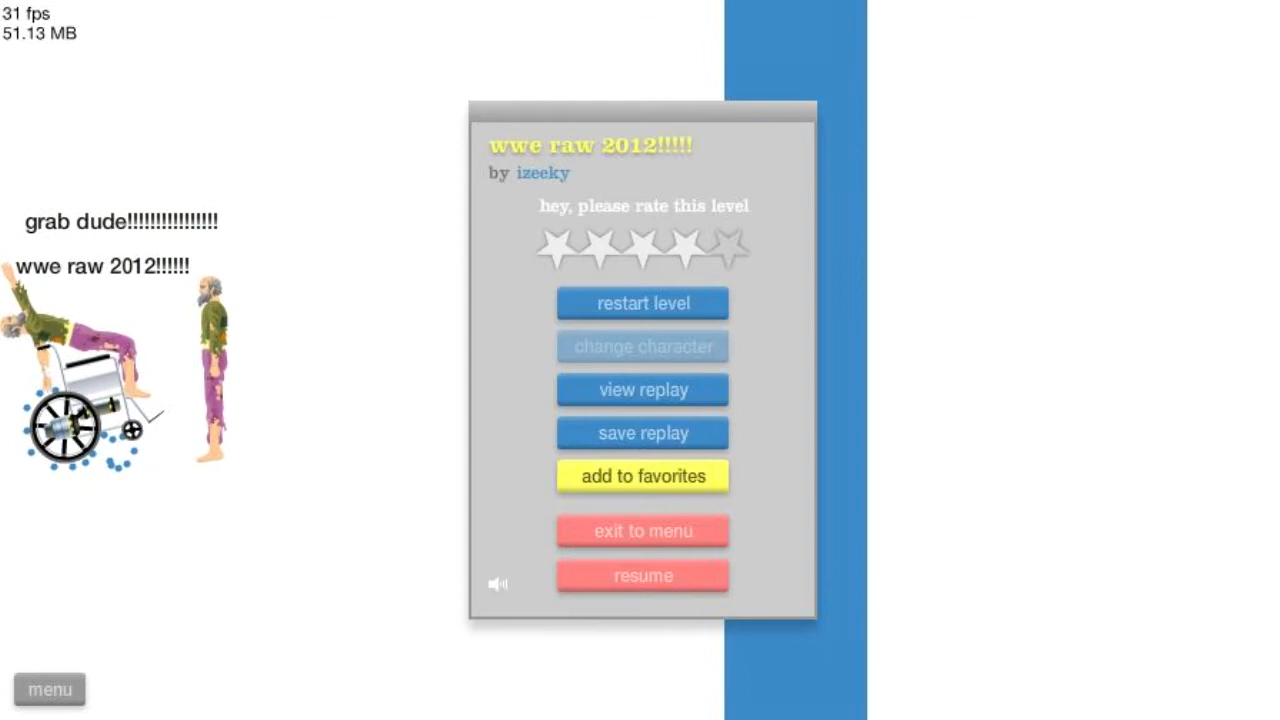 31 fps
51.13 MB
grab dude!!!!!!!!!!!!!!!!
wwe raw 2012!!!!!!
wwe raw 2012!!!!!
by izeeky
hey, please rate this level
restart level
change character
view replay
save replay
add to favorites
exit to menu
resume
menu